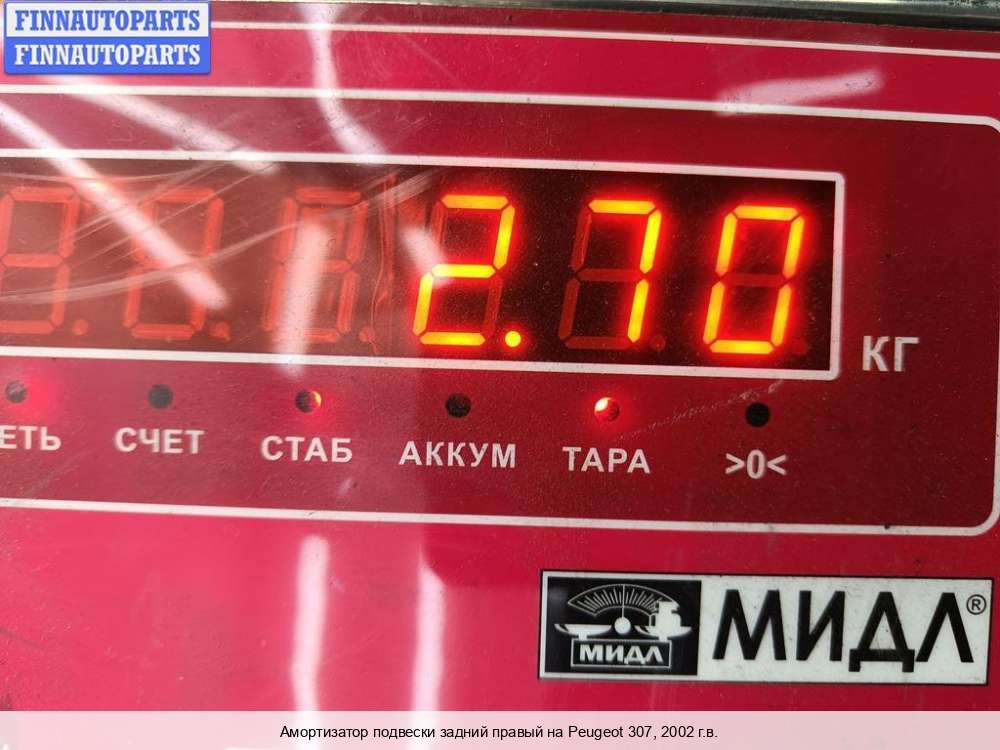 FINNAUTOPARTS
FINNAUTOPARTS
2.70
КГ
ЕТЬ СЧЕТ СТАБ АККУМ ТАРА >0<
МИДЛ МИДЛ®
Амортизатор подвески задний правый на Peugeot 307, 2002 г.в.